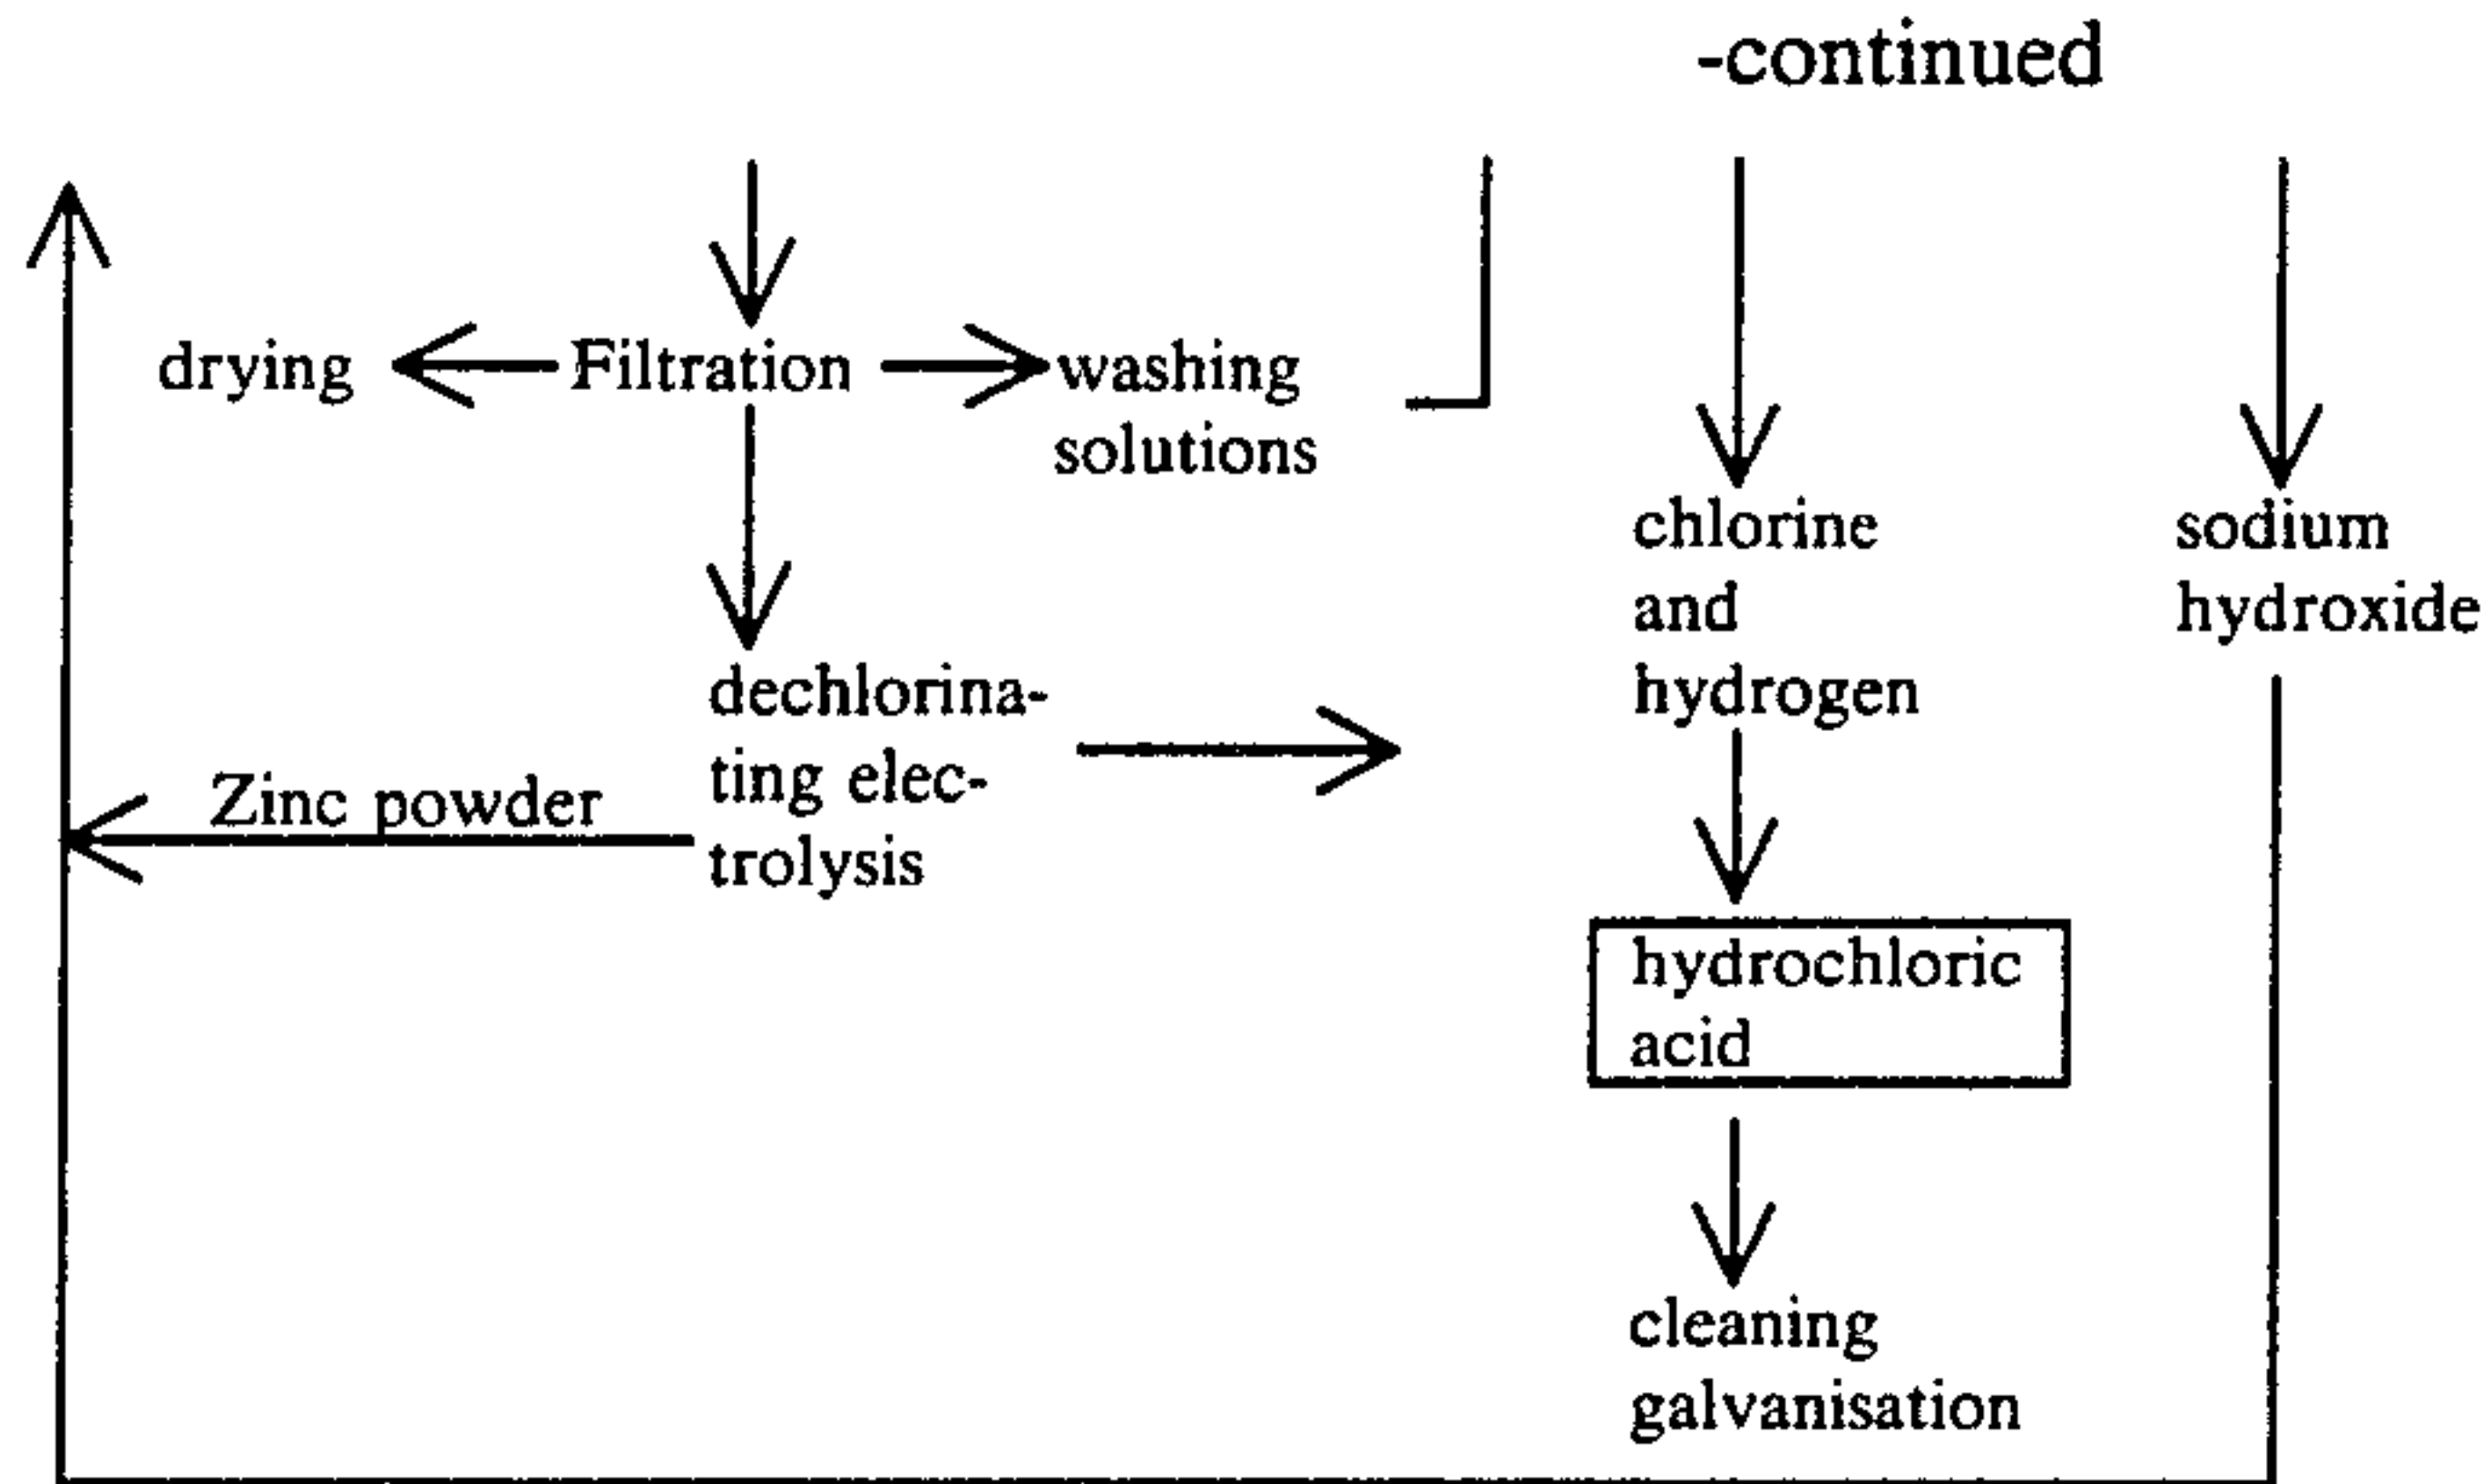 -continued
drying
Filtration
washing
solutions
chlorine
and
hydrogen
sodium
hydroxide
dechlorina-
ting elec-
trolysis
Zinc powder
hydrochloric
acid
cleaning
galvanisation